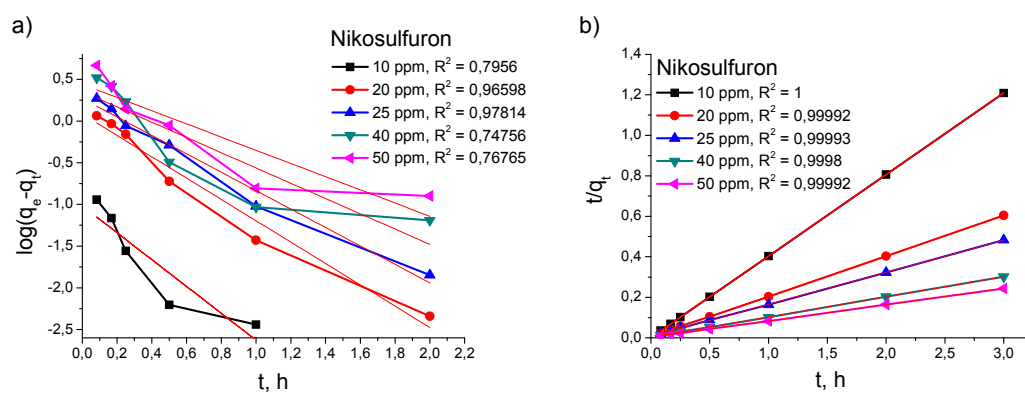 a)
Nikosulfuron
10 ppm, R² = 0,7956
20 ppm, R² = 0,96598
25 ppm, R² = 0,97814
40 ppm, R² = 0,74756
50 ppm, R² = 0,76765
0,5
0,0
-0,5
-1,0
-1,5
-2,0
-2,5
log(qₑ-qₜ)
0,0 0,2 0,4 0,6 0,8 1,0 1,2 1,4 1,6 1,8 2,0 2,2
t, h
b)
Nikosulfuron
10 ppm, R² = 1
20 ppm, R² = 0,99992
25 ppm, R² = 0,99993
40 ppm, R² = 0,9998
50 ppm, R² = 0,99992
1,4
1,2
1,0
0,8
0,6
0,4
0,2
0,0
t/qₜ
0,0 0,5 1,0 1,5 2,0 2,5 3,0
t, h